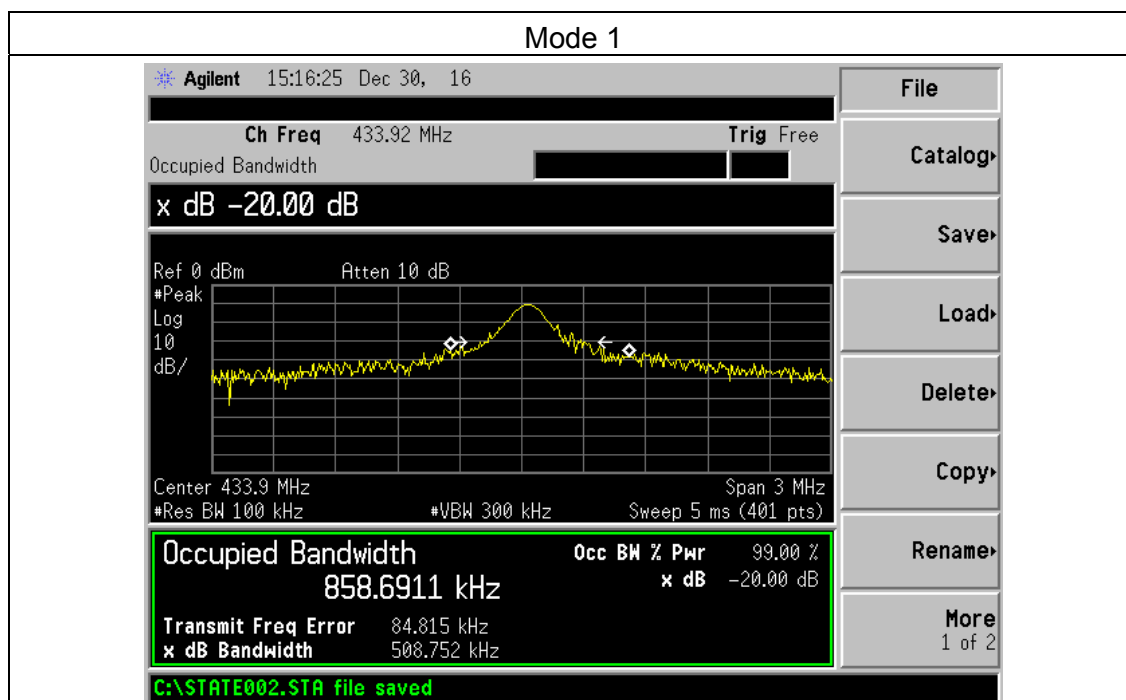 Mode 1
Agilent 15:16:25 Dec 30, 16
File
Ch Freq 433.92 MHz
Trig Free
Occupied Bandwidth
Catalog
x dB -20.00 dB
Save
Ref 0 dBm
Atten 10 dB
#Peak
Log
10
dB/
Load
Delete
Copy
Center 433.9 MHz
Span 3 MHz
#Res BW 100 kHz
#VBW 300 kHz
Sweep 5 ms (401 pts)
Occupied Bandwidth
858.6911 kHz
Occ BW % Pwr 99.00 %
x dB -20.00 dB
Rename
Transmit Freq Error 84.815 kHz
x dB Bandwidth 508.752 kHz
More
1 of 2
C:\STATE002.STA file saved